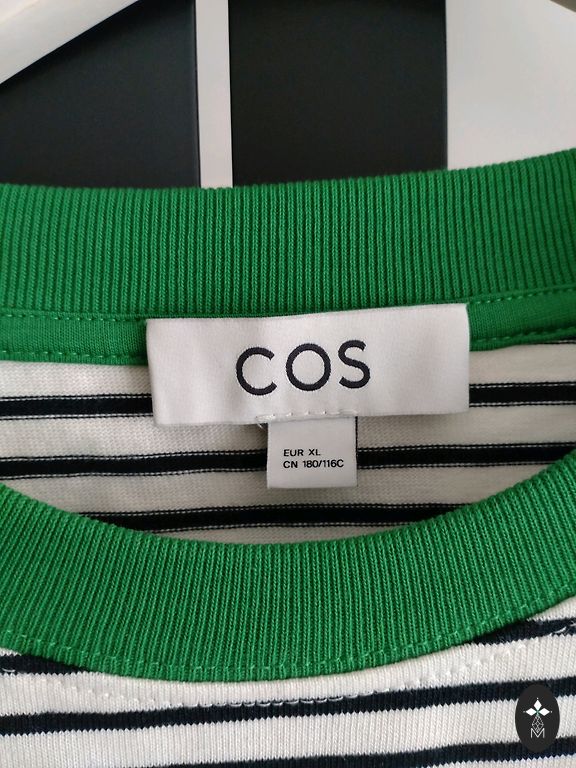 COS
EUR XL
CN 180/116C
M